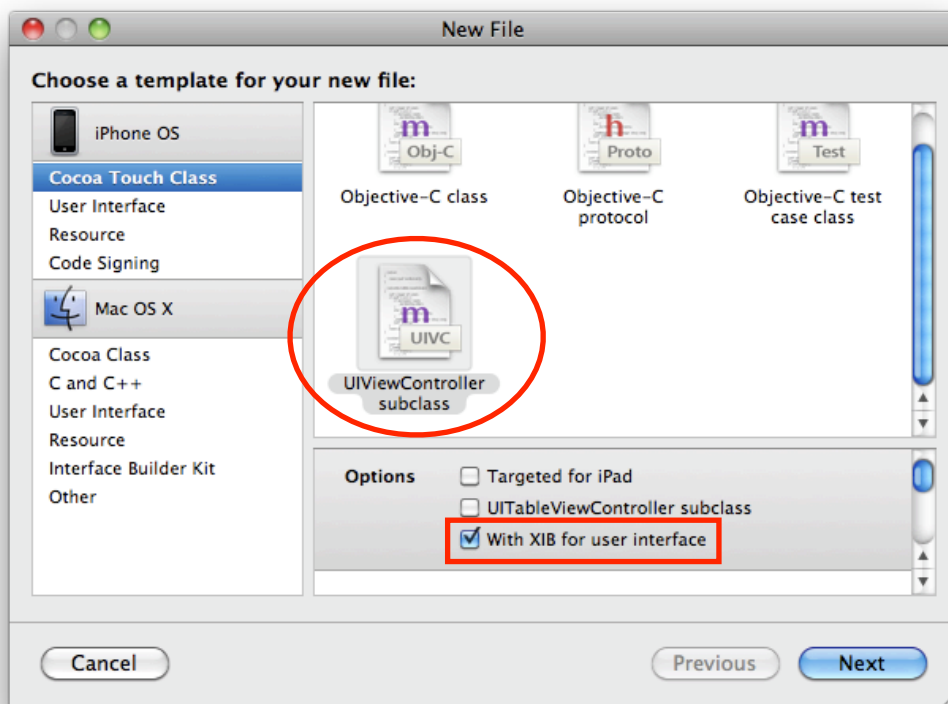 New File
Choose a template for your new file:
iPhone OS
Cocoa Touch Class
User Interface
Resource
Code Signing
Mac OS X
Cocoa Class
C and C++
User Interface
Resource
Interface Builder Kit
Other
m
Obj-C
Objective-C class
h
Proto
Objective-C
protocol
m
Test
Objective-C test
case class
m
UIVC
UIViewController
subclass
Options
Targeted for iPad
UITableViewController subclass
With XIB for user interface
Cancel
Previous
Next